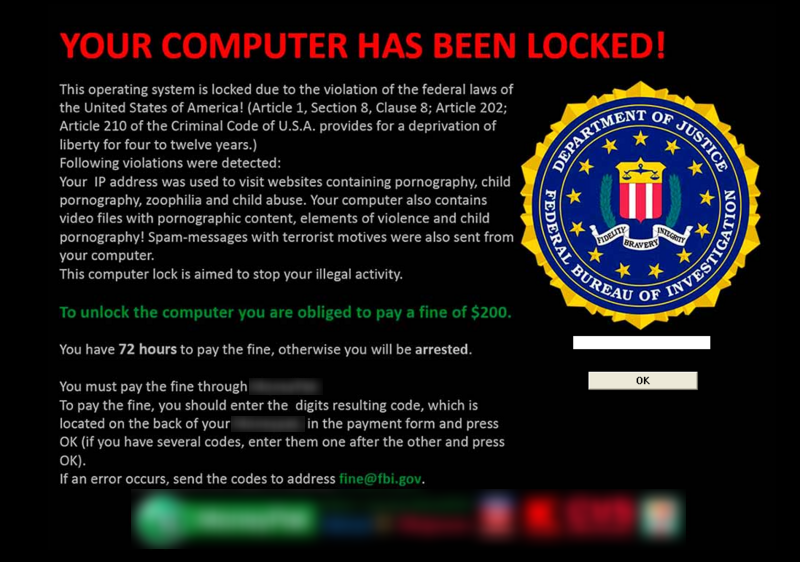 YOUR COMPUTER HAS BEEN LOCKED!
This operating system is locked due to the violation of the federal laws of
the United States of America! (Article 1, Section 8, Clause 8; Article 202;
Article 210 of the Criminal Code of U.S.A. provides for a deprivation of
liberty for four to twelve years.)
Following violations were detected:
Your IP address was used to visit websites containing pornography, child
pornography, zoophilia and child abuse. Your computer also contains
video files with pornographic content, elements of violence and child
pornography! Spam-messages with terrorist motives were also sent from
your computer.
This computer lock is aimed to stop your illegal activity.
To unlock the computer you are obliged to pay a fine of $200.
You have 72 hours to pay the fine, otherwise you will be arrested.
You must pay the fine through
To pay the fine, you should enter the digits resulting code, which is
located on the back of your in the payment form and press
OK (if you have several codes, enter them one after the other and press
OK).
If an error occurs, send the codes to address fine@fbi.gov.
DEPARTMENT OF JUSTICE
FIDELITY BRAVERY INTEGRITY
FEDERAL BUREAU OF INVESTIGATION
OK